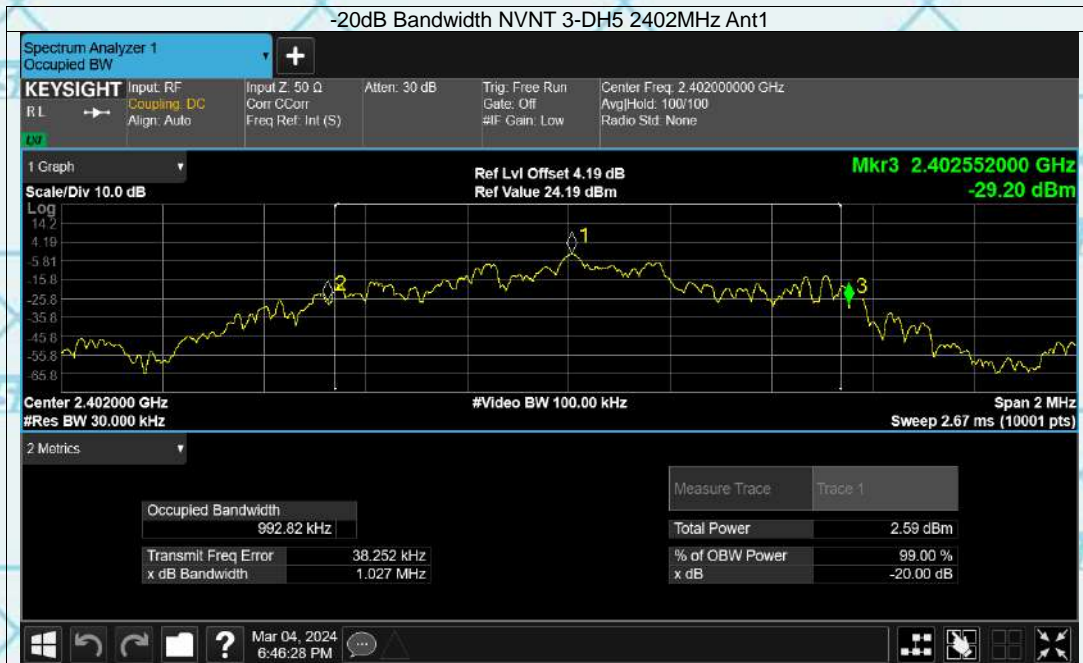 -20dB Bandwidth NVNT 3-DH5 2402MHz Ant1
Spectrum Analyzer 1
Occupied BW
+
KEYSIGHT Input: RF Input Z: 50 Ω Atten: 30 dB Trig: Free Run Center Freq: 2.402000000 GHz
RL Coupling: DC Corr CCorr Gate: Off Avg|Hold: 100/100
Align: Auto Freq Ref: Int (S) #IF Gain: Low Radio Std: None
LXI
1 Graph Ref Lvl Offset 4.19 dB Mkr3 2.402552000 GHz
Scale/Div 10.0 dB Ref Value 24.19 dBm -29.20 dBm
Log
14.2
4.19
-5.81
-15.8
-25.8
-35.8
-45.8
-55.8
-65.8
1
2
3
Center 2.402000 GHz #Video BW 100.00 kHz Span 2 MHz
#Res BW 30.000 kHz Sweep 2.67 ms (10001 pts)
2 Metrics
Measure Trace Trace 1
Occupied Bandwidth
992.82 kHz Total Power 2.59 dBm
Transmit Freq Error 38.252 kHz % of OBW Power 99.00 %
x dB Bandwidth 1.027 MHz x dB -20.00 dB
? Mar 04, 2024
6:46:28 PM